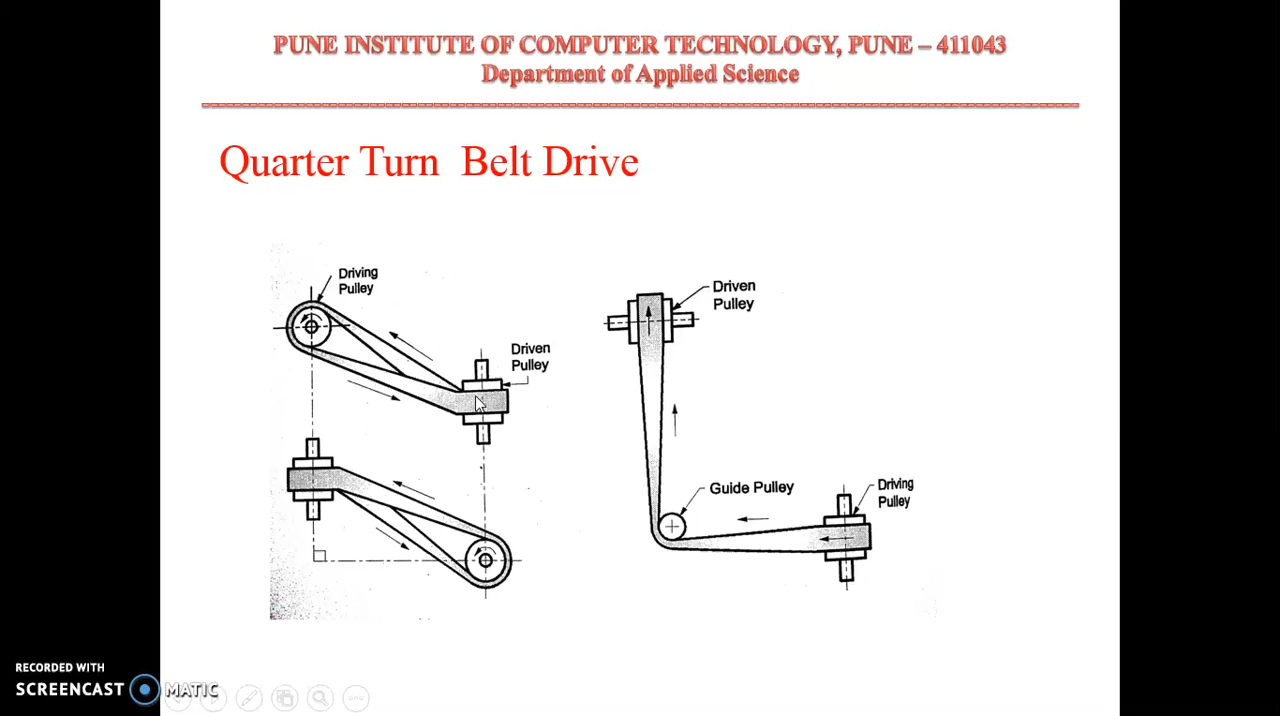 PUNE INSTITUTE OF COMPUTER TECHNOLOGY, PUNE – 411043
Department of Applied Science
Quarter Turn Belt Drive
Driving
Pulley
Driven
Pulley
Driven
Pulley
Guide Pulley
Driving
Pulley
RECORDED WITH
SCREENCAST MATIC